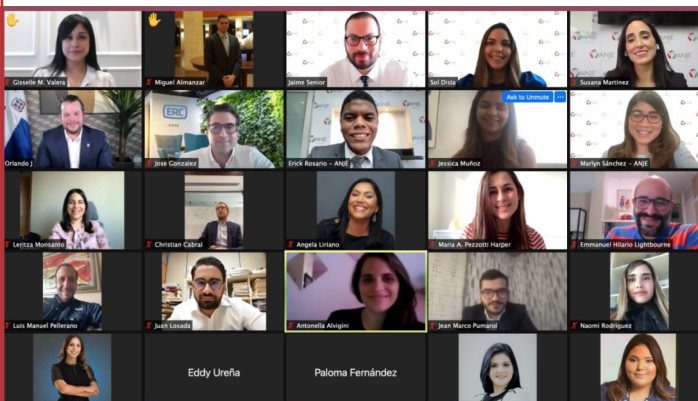 Gisselle M. Valera
Miguel Almanzar
Jaime Senior
Sol Disla
Susana Martinez
ANJE
Orlando J
ERC
Jose Gonzalez
Erick Rosario - ANJE
Ask to Unmute
Jessica Muñoz
Marlyn Sánchez - ANJE
Leritza Monsanto
Christian Cabral
Angela Liriano
Maria A. Pezzotti Harper
Emmanuel Hilario Lightbourne
Luis Manuel Pellerano
Juan Losada
Antonella Alvigini
Jean Marco Pumarol
Naomi Rodriguez
Eddy Ureña
Paloma Fernández